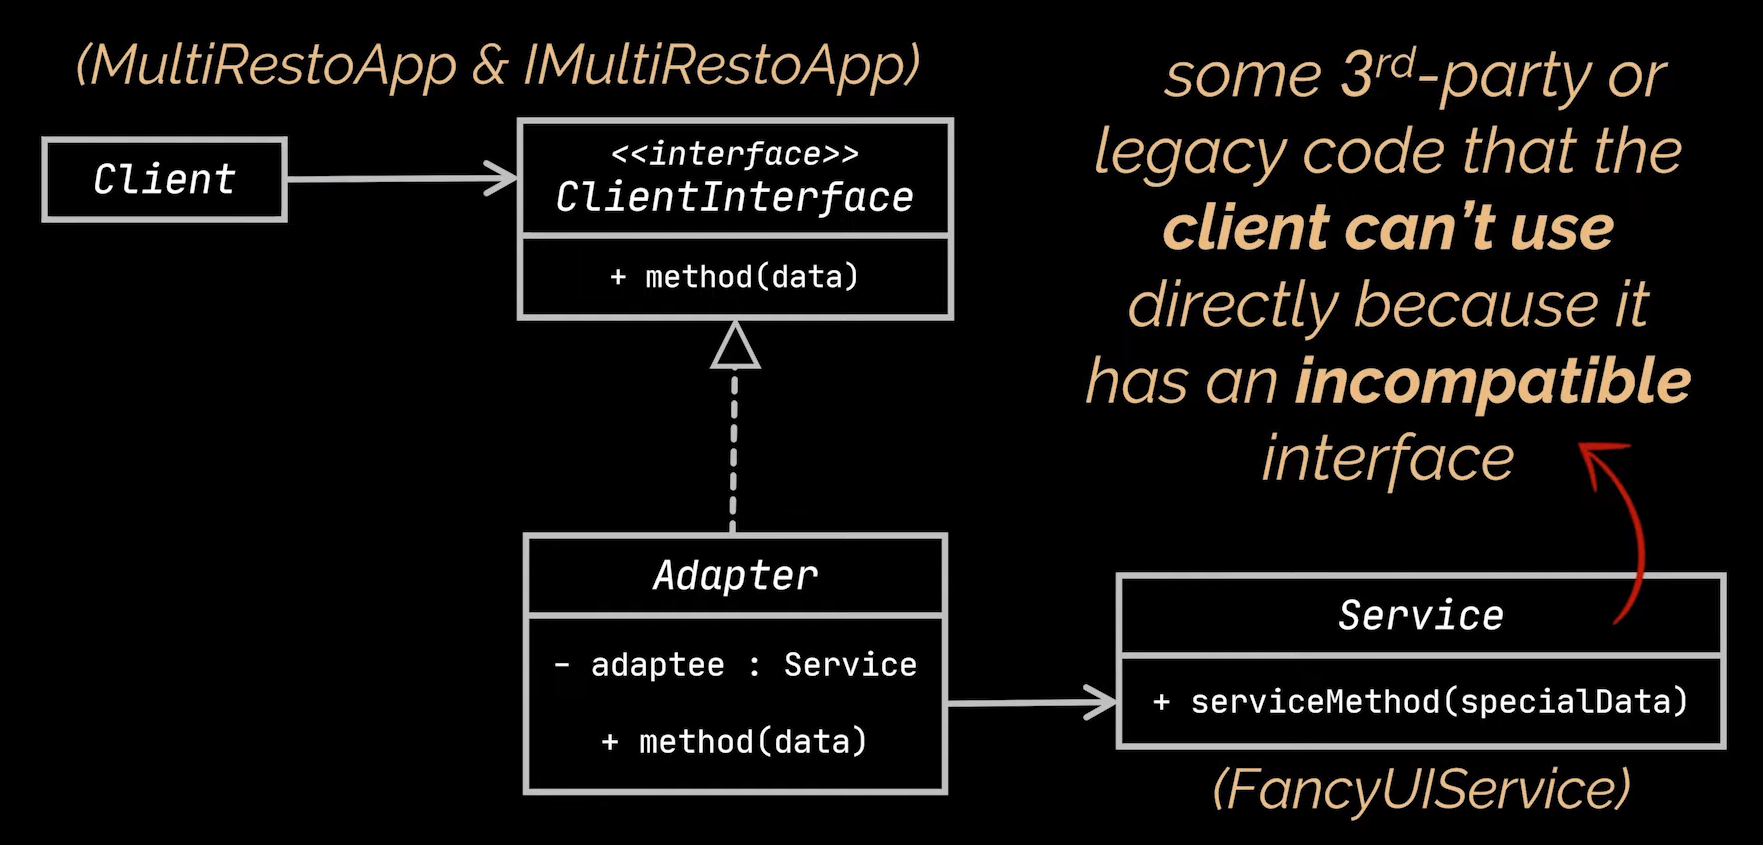 (MultiRestoApp & IMultiRestoApp)
Client
<<interface>>
ClientInterface
+ method(data)
some 3rd-party or
legacy code that the
client can't use
directly because it
has an incompatible
interface
Adapter
- adaptee : Service
+ method(data)
Service
+ serviceMethod(specialData)
(FancyUIService)